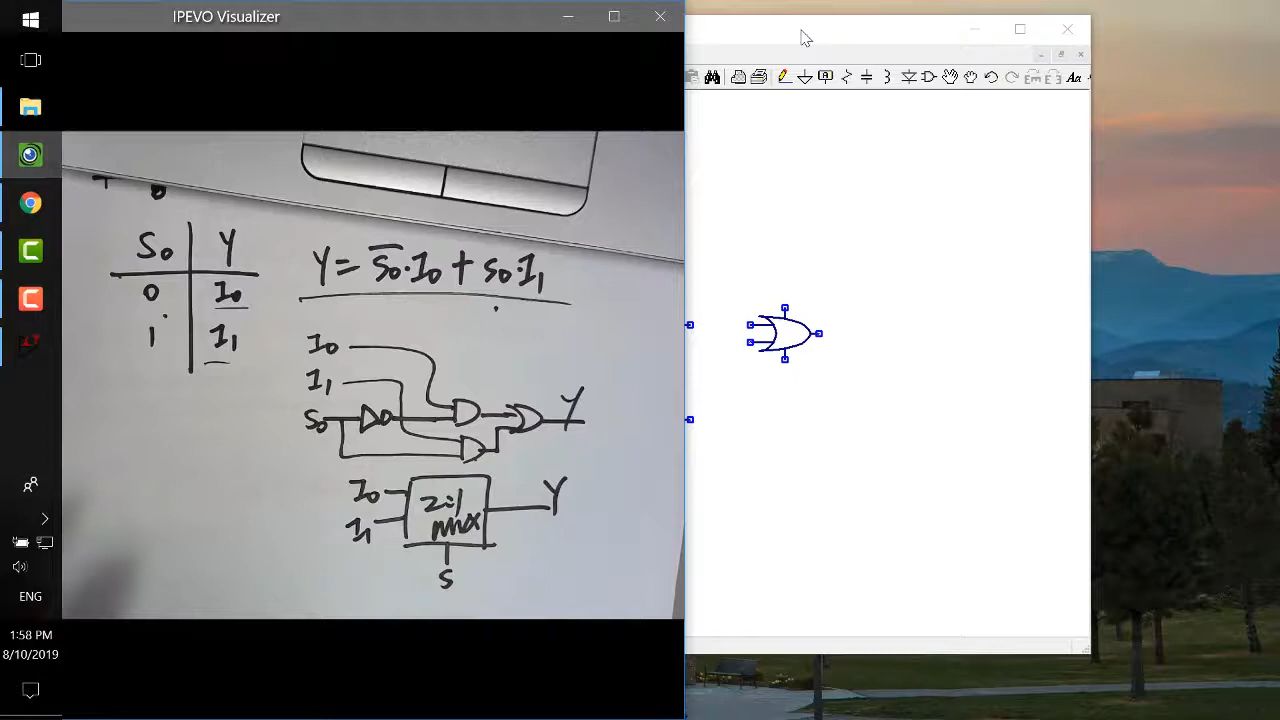 IPEVO Visualizer
S₀ Y
0 I₀
1 I₁
Y = S̅₀·I₀ + S₀·I₁
I₀
I₁
S₀
Y
I₀
I₁
2:1
mux
Y
S
Aa
ENG
1:58 PM
8/10/2019